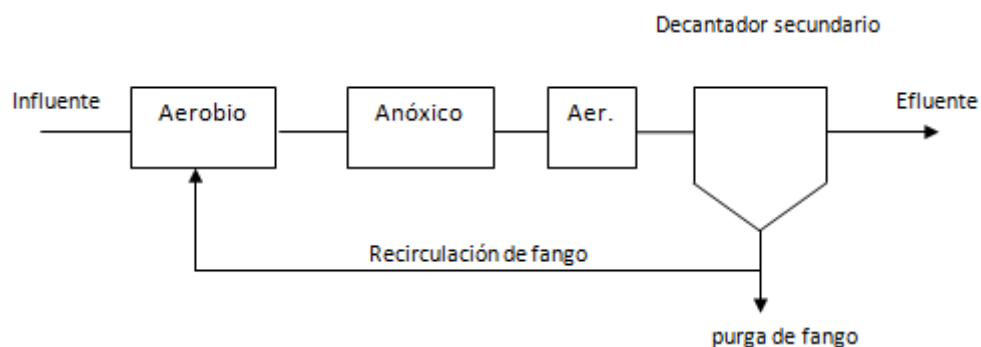 Decantador secundario
Influente
Aerobio
Anóxico
Aer.
Efluente
Recirculación de fango
purga de fango